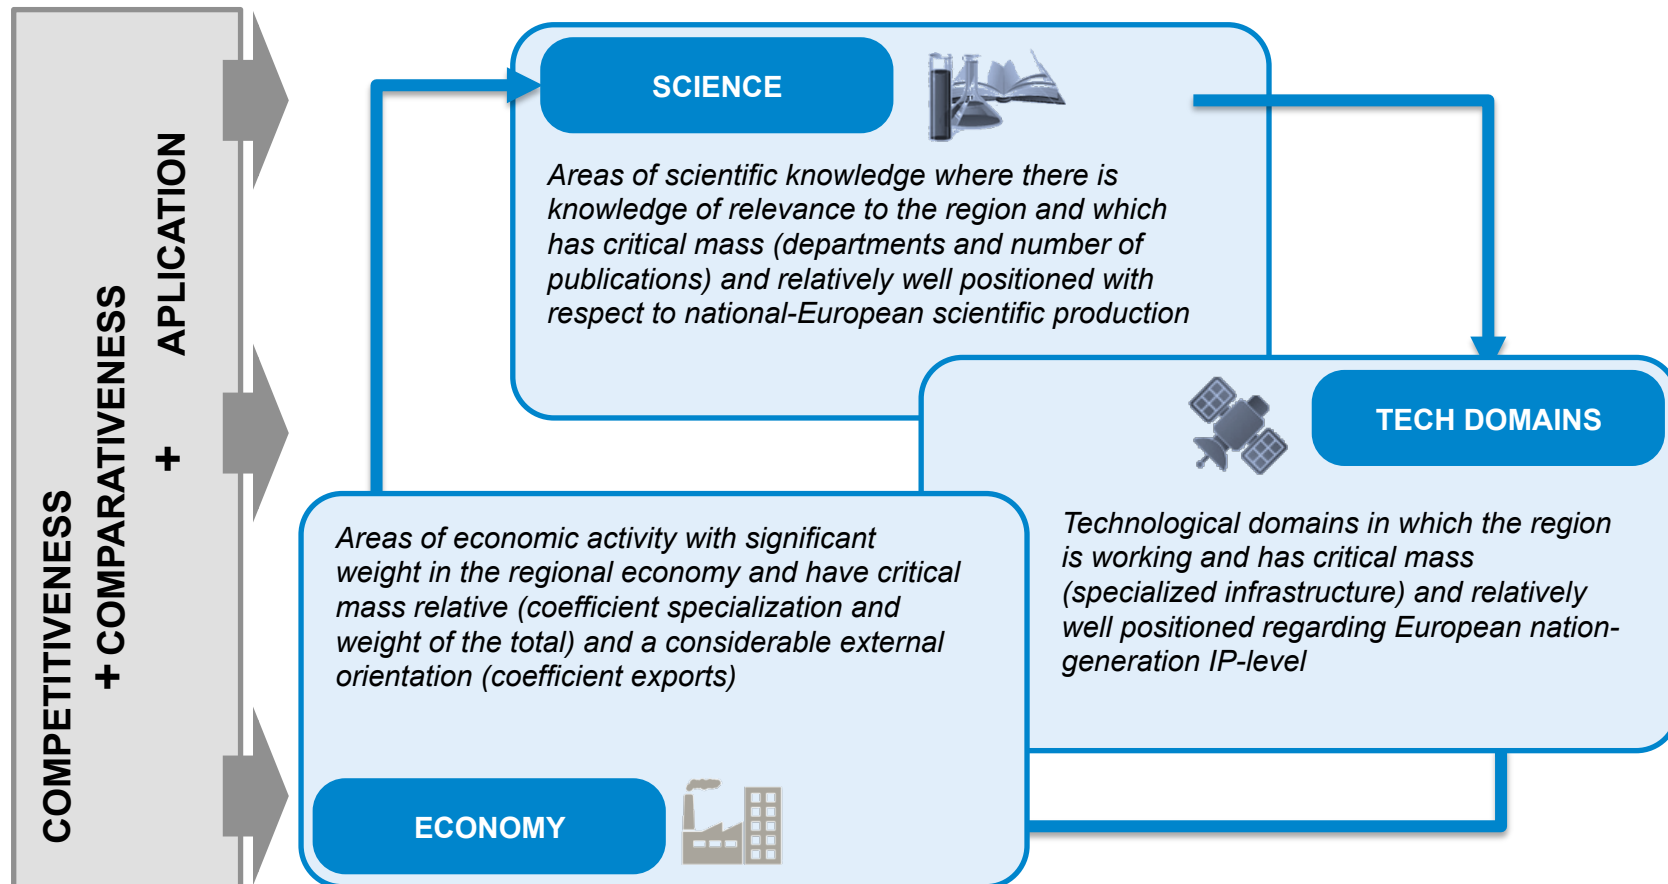 COMPETITIVENESS
+ COMPARATIVENESS
+ APLICATION
SCIENCE
Areas of scientific knowledge where there is
knowledge of relevance to the region and which
has critical mass (departments and number of
publications) and relatively well positioned with
respect to national-European scientific production
TECH DOMAINS
Technological domains in which the region
is working and has critical mass
(specialized infrastructure) and relatively
well positioned regarding European nation-
generation IP-level
Areas of economic activity with significant
weight in the regional economy and have critical
mass relative (coefficient specialization and
weight of the total) and a considerable external
orientation (coefficient exports)
ECONOMY